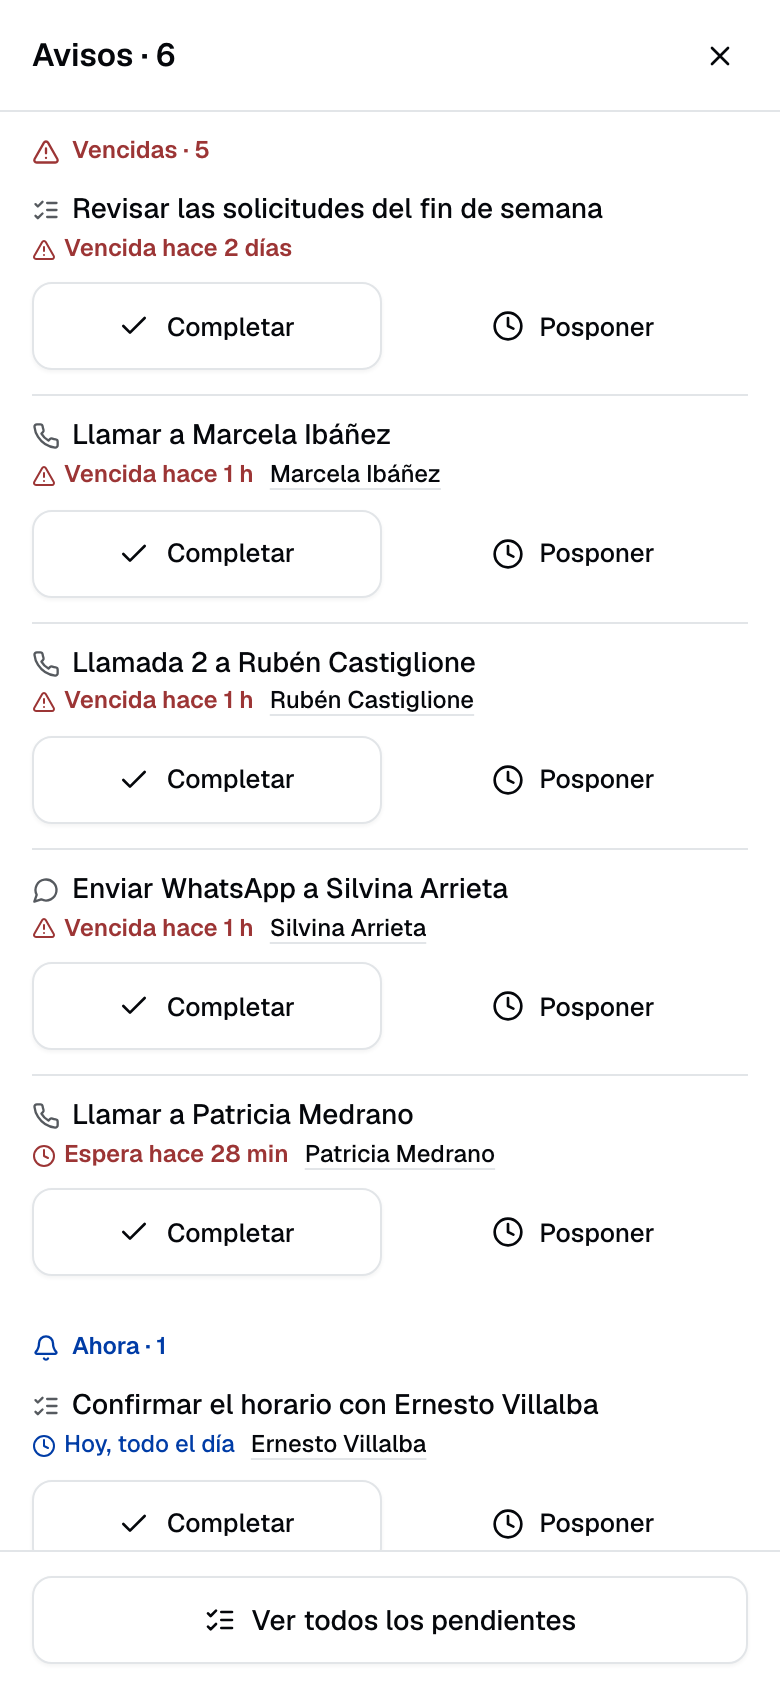 Avisos · 6
Vencidas · 5
Revisar las solicitudes del fin de semana
Vencida hace 2 días
Completar Posponer
Llamar a Marcela Ibáñez
Vencida hace 1 h Marcela Ibáñez
Completar Posponer
Llamada 2 a Rubén Castiglione
Vencida hace 1 h Rubén Castiglione
Completar Posponer
Enviar WhatsApp a Silvina Arrieta
Vencida hace 1 h Silvina Arrieta
Completar Posponer
Llamar a Patricia Medrano
Espera hace 28 min Patricia Medrano
Completar Posponer
Ahora · 1
Confirmar el horario con Ernesto Villalba
Hoy, todo el día Ernesto Villalba
Completar Posponer
Ver todos los pendientes